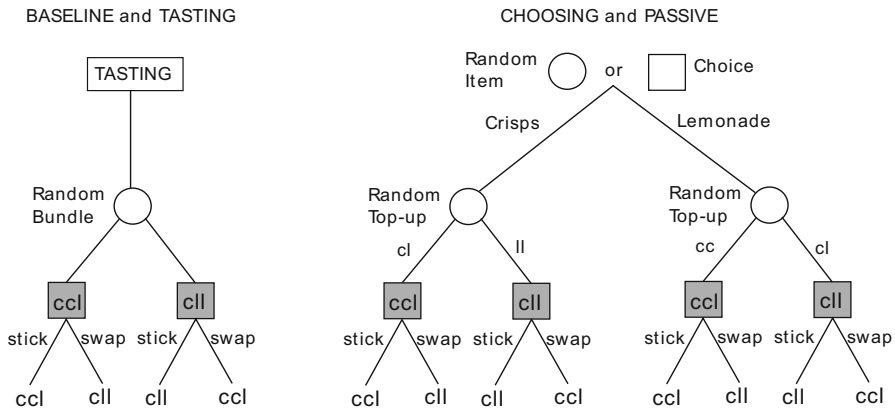 BASELINE and TASTING
TASTING
Random
Bundle
ccl cll
stick swap stick swap
ccl cll cll ccl
CHOOSING and PASSIVE
Random
Item
or
Choice
Crisps Lemonade
Random
Top-up
Random
Top-up
cl ll cc cl
ccl cll ccl cll
stick swap stick swap stick swap stick swap
ccl cll cll ccl ccl cll cll ccl